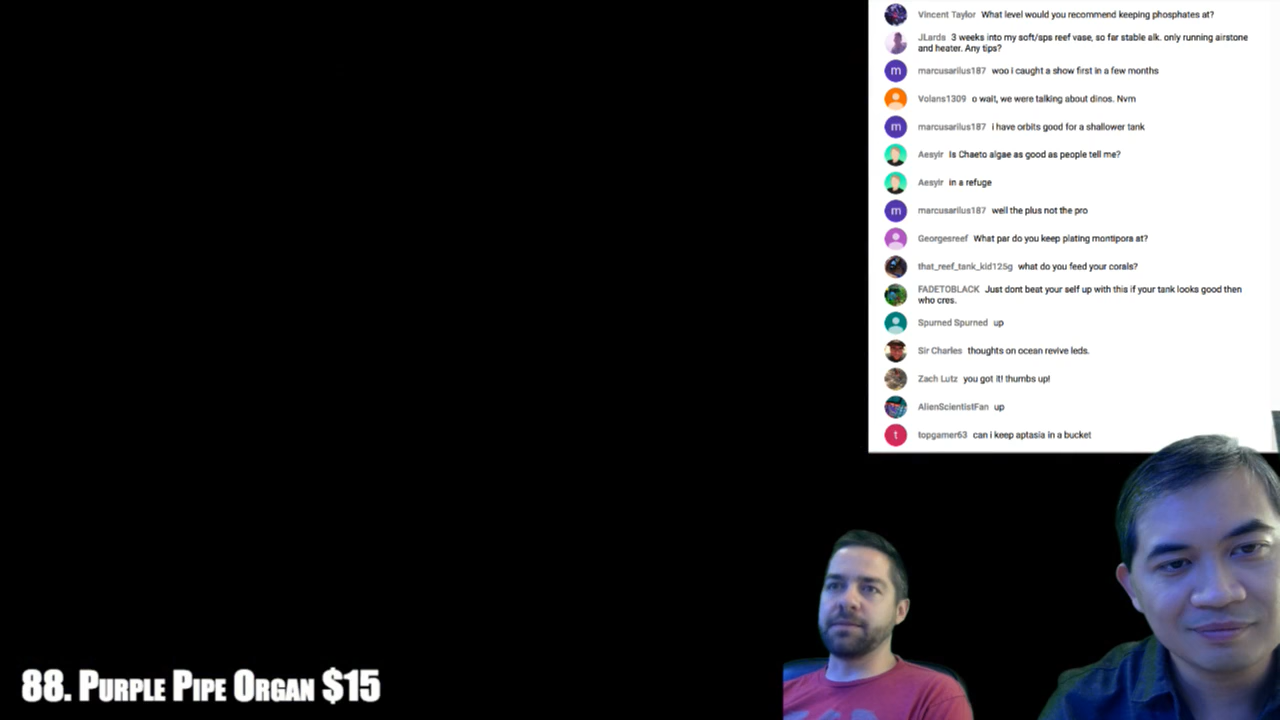 Vincent Taylor What level would you recommend keeping phosphates at?
JLards 3 weeks into my soft/sps reef vase, so far stable alk. only running airstone
and heater. Any tips?
m marcusarilus187 woo i caught a show first in a few months
Volans1309 o wait, we were talking about dinos. Nvm
m marcusarilus187 i have orbits good for a shallower tank
Aesyir Is Chaeto algae as good as people tell me?
Aesyir in a refuge
m marcusarilus187 well the plus not the pro
Georgesreef What par do you keep plating montipora at?
that_reef_tank_kid125g what do you feed your corals?
FADETOBLACK Just dont beat your self up with this if your tank looks good then
who cres.
Spurned Spurned up
Sir Charles thoughts on ocean revive leds.
Zach Lutz you got it! thumbs up!
AlienScientistFan up
t topgamer63 can i keep aptasia in a bucket
88. Purple Pipe Organ $15